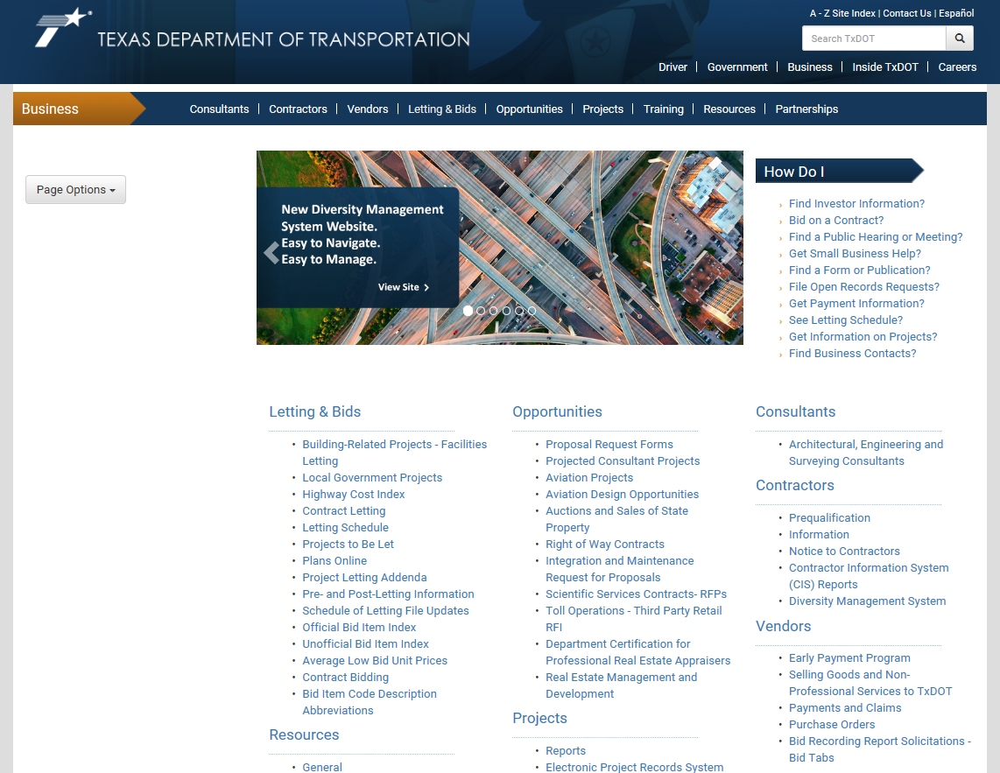 A - Z Site Index | Contact Us | Español
TEXAS DEPARTMENT OF TRANSPORTATION
Search TxDOT
Driver | Government | Business | Inside TxDOT | Careers
Business
Consultants | Contractors | Vendors | Letting & Bids | Opportunities | Projects | Training | Resources | Partnerships
Page Options
New Diversity Management
System Website.
Easy to Navigate.
Easy to Manage.
View Site
How Do I
Find Investor Information?
Bid on a Contract?
Find a Public Hearing or Meeting?
Get Small Business Help?
Find a Form or Publication?
File Open Records Requests?
Get Payment Information?
See Letting Schedule?
Get Information on Projects?
Find Business Contacts?
Letting & Bids
Building-Related Projects - Facilities
Letting
Local Government Projects
Highway Cost Index
Contract Letting
Letting Schedule
Projects to Be Let
Plans Online
Project Letting Addenda
Pre- and Post-Letting Information
Schedule of Letting File Updates
Official Bid Item Index
Unofficial Bid Item Index
Average Low Bid Unit Prices
Contract Bidding
Bid Item Code Description
Abbreviations
Resources
General
Opportunities
Proposal Request Forms
Projected Consultant Projects
Aviation Projects
Aviation Design Opportunities
Auctions and Sales of State
Property
Right of Way Contracts
Integration and Maintenance
Request for Proposals
Scientific Services Contracts- RFPs
Toll Operations - Third Party Retail
RFI
Department Certification for
Professional Real Estate Appraisers
Real Estate Management and
Development
Projects
Reports
Electronic Project Records System
Consultants
Architectural, Engineering and
Surveying Consultants
Contractors
Prequalification
Information
Notice to Contractors
Contractor Information System
(CIS) Reports
Diversity Management System
Vendors
Early Payment Program
Selling Goods and Non-
Professional Services to TxDOT
Payments and Claims
Purchase Orders
Bid Recording Report Solicitations -
Bid Tabs